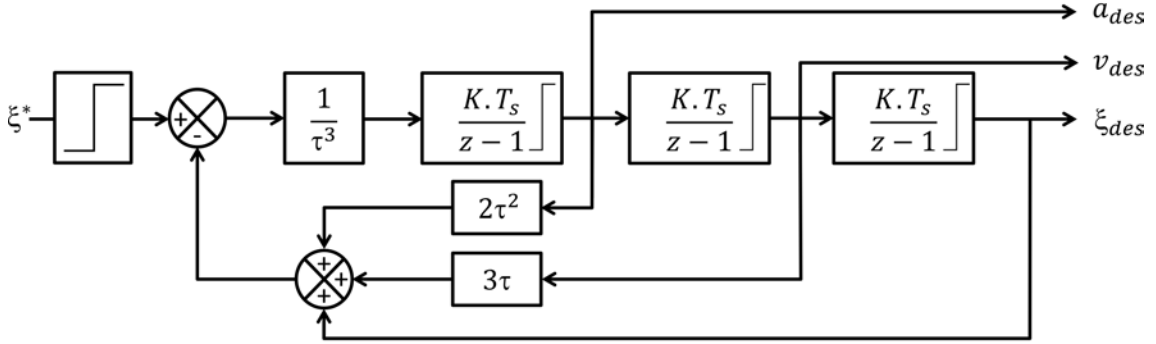 a_des
v_des
ξ* + - 1/τ³ K.T_s/z − 1 K.T_s/z − 1 K.T_s/z − 1 ξ_des
2τ²
+ + + 3τ